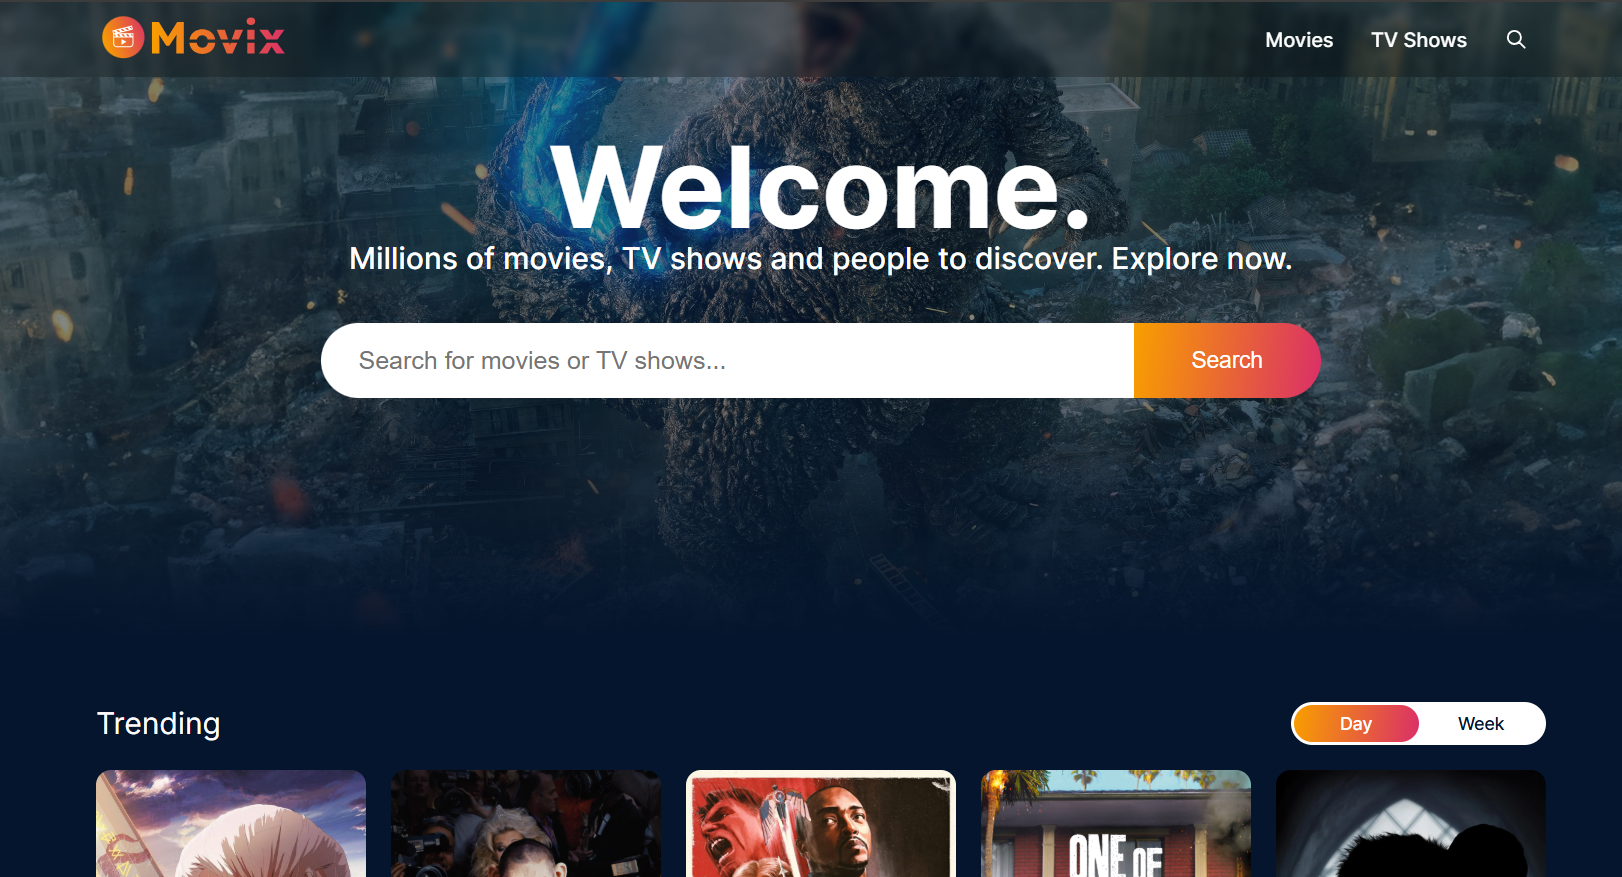 Movix
Movies
TV Shows
Welcome.
Millions of movies, TV shows and people to discover. Explore now.
Search for movies or TV shows...
Search
Trending
Day
Week
ONE OF